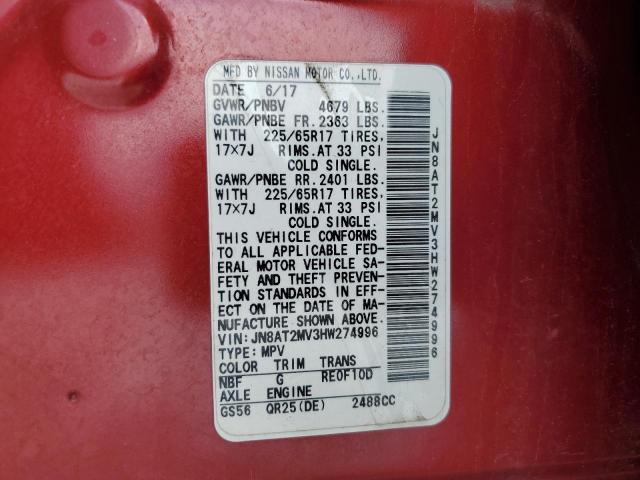 MFD BY NISSAN MOTOR CO.,LTD.
DATE 6/17
GVWR/PNBV 4679 LBS.
GAWR/PNBE FR.2363 LBS.
WITH 225/65R17 TIRES,
17×7J RIMS.AT 33 PSI
COLD SINGLE.
GAWR/PNBE RR.2401 LBS.
WITH 225/65R17 TIRES,
17×7J RIMS.AT 33 PSI
COLD SINGLE.
THIS VEHICLE CONFORMS TO
TO ALL APPLICABLE FED-
ERAL MOTOR VEHICLE SA-
FETY AND THEFT PREVEN-
TION STANDARDS IN EFF-
ECT ON THE DATE OF MA-
NUFACTURE SHOWN ABOVE.
VIN:JN8AT2MV3HW274996
TYPE:MPV
COLOR TRIM TRANS
NBF G RE0F10D
AXLE ENGINE
GS56 QR25(DE) 2488CC
JN8AT2MV3HW274996